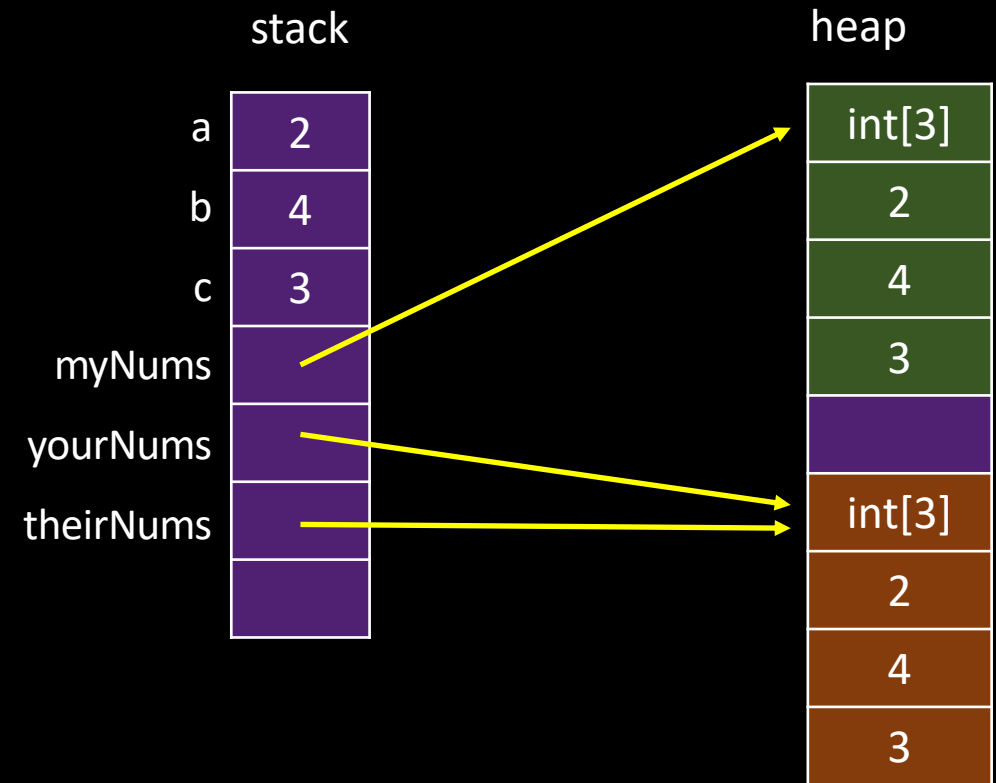 stack
a 2
b 4
c 3
myNums
yourNums
theirNums
heap
int[3]
2
4
3
int[3]
2
4
3